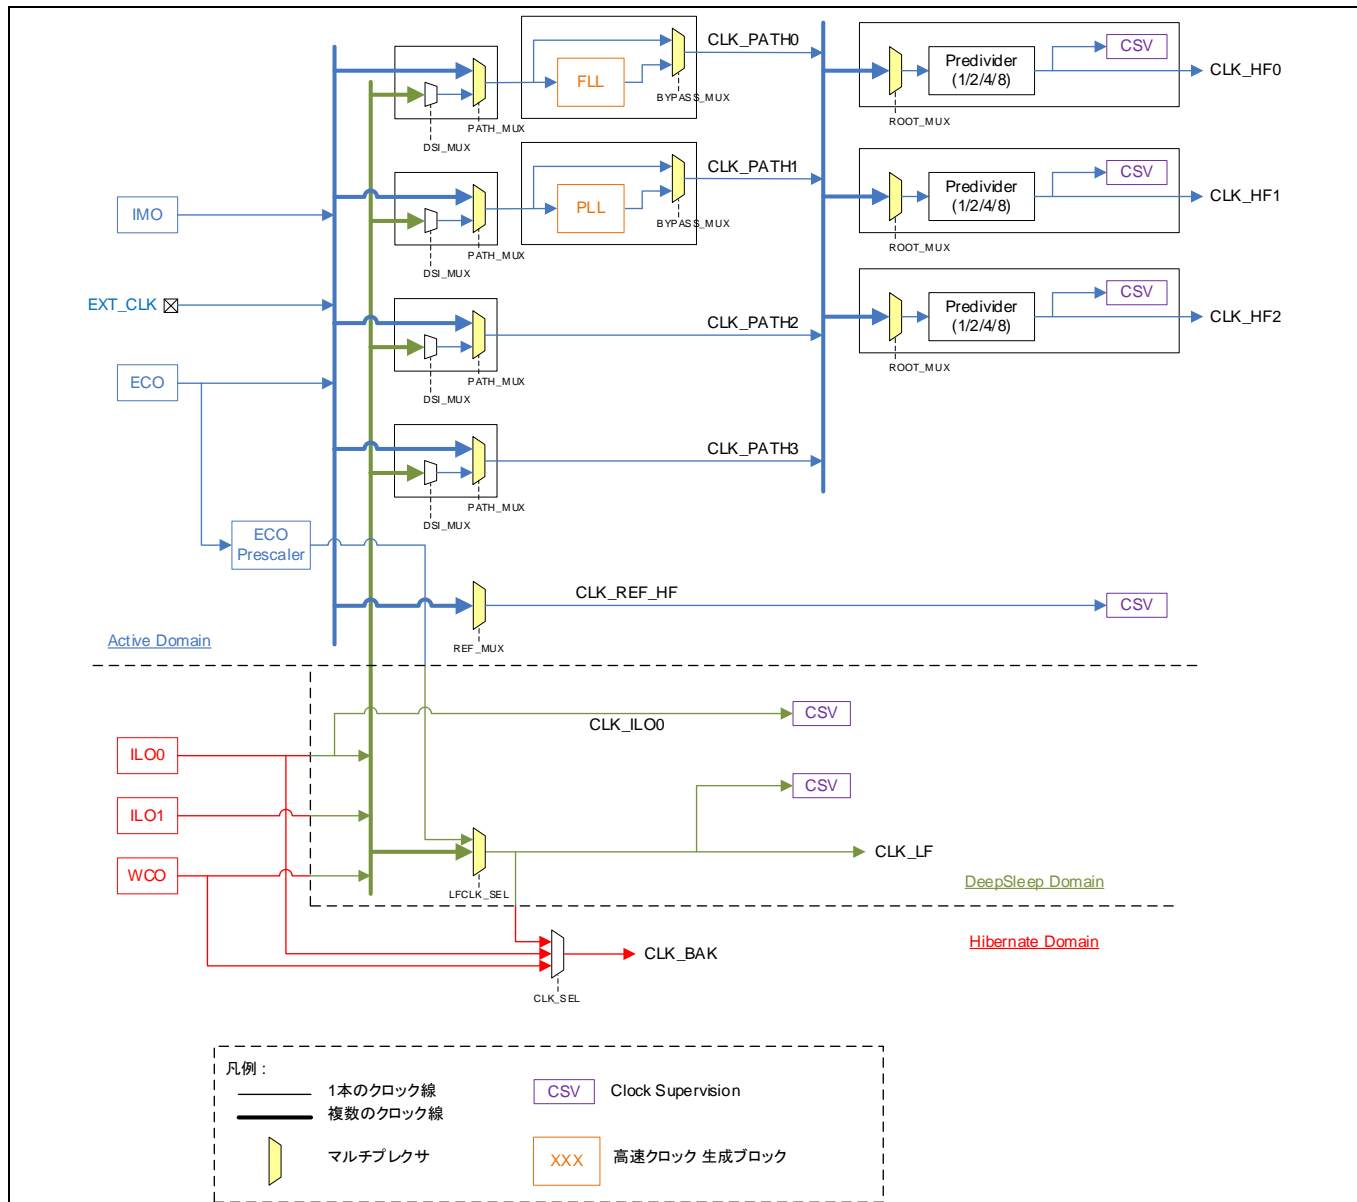 CLK_PATH0
FLL
BYPASS_MUX
PATH_MUX
DSI_MUX
CSV
Predivider
(1/2/4/8)
CLK_HF0
ROOT_MUX
CLK_PATH1
PLL
BYPASS_MUX
PATH_MUX
DSI_MUX
CSV
Predivider
(1/2/4/8)
CLK_HF1
ROOT_MUX
IMO
EXT_CLK
CLK_PATH2
PATH_MUX
DSI_MUX
CSV
Predivider
(1/2/4/8)
CLK_HF2
ROOT_MUX
ECO
CLK_PATH3
PATH_MUX
DSI_MUX
ECO
Prescaler
CLK_REF_HF
CSV
REF_MUX
Active Domain
CLK_ILO0
CSV
ILO0
CSV
ILO1
WCO
LFCLK_SEL
CLK_LF
DeepSleep Domain
Hibernate Domain
CLK_BAK
CLK_SEL
凡例 :
1本のクロック線
複数のクロック線
マルチプレクサ
CSV
Clock Supervision
XXX
高速クロック 生成ブロック